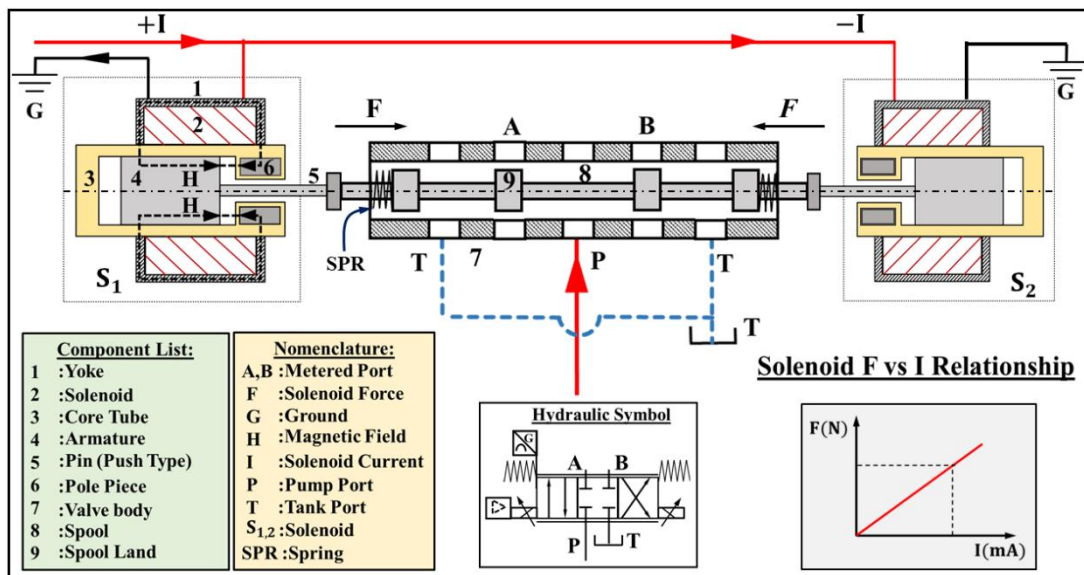 +I
−I
G
G
1
2
3
4
H
H
6
5
F
F
A
B
9
8
SPR
T
7
P
T
T
S₁
S₂
Component List:
1 :Yoke
2 :Solenoid
3 :Core Tube
4 :Armature
5 :Pin (Push Type)
6 :Pole Piece
7 :Valve body
8 :Spool
9 :Spool Land
Nomenclature:
A,B :Metered Port
F :Solenoid Force
G :Ground
H :Magnetic Field
I :Solenoid Current
P :Pump Port
T :Tank Port
S₁,₂ :Solenoid
SPR :Spring
Hydraulic Symbol
G
A B
P T
Solenoid F vs I Relationship
F(N)
I(mA)